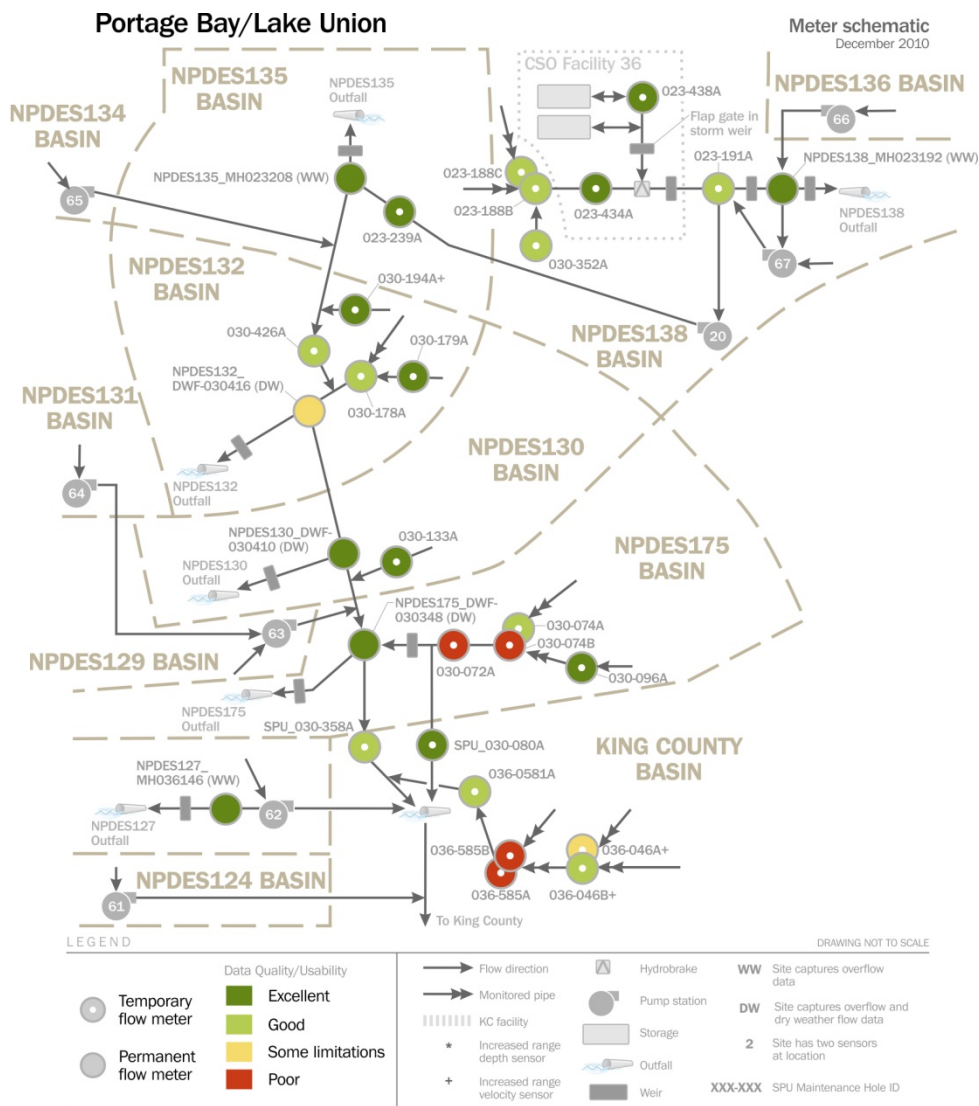 Portage Bay/Lake Union
Meter schematic
December 2010
NPDES135
BASIN
NPDES135
Outfall
CSO Facility 36
Storage
Storage
023-438A
Flap gate in
storm weir
NPDES136 BASIN
66
NPDES134
BASIN
65
NPDES135_MH023208 (WW)
023-239A
023-188C
023-188B
023-434A
030-352A
023-191A
NPDES138_MH023192 (WW)
NPDES138
Outfall
67
20
NPDES138
BASIN
NPDES132
BASIN
030-194A+
030-426A
030-179A
NPDES132_
DWF-030416 (DW)
030-178A
NPDES132
Outfall
NPDES131
BASIN
64
NPDES130
BASIN
NPDES130_DWF-
030410 (DW)
030-133A
NPDES130
Outfall
NPDES175
BASIN
NPDES175_DWF-
030348 (DW)
030-074A
030-074B
030-072A
030-096A
63
NPDES129 BASIN
NPDES175
Outfall
SPU_030-358A
SPU_030-080A
KING COUNTY
BASIN
NPDES127_
MH036146 (WW)
62
NPDES127
Outfall
036-0581A
036-585B
036-585A
036-046A+
036-046B+
NPDES124 BASIN
61
To King County
LEGEND
DRAWING NOT TO SCALE
Temporary
flow meter
Permanent
flow meter
Data Quality/Usability
Excellent
Good
Some limitations
Poor
Flow direction
Monitored pipe
KC facility
* Increased range
depth sensor
+ Increased range
velocity sensor
Hydrobrake
Pump station
Storage
Outfall
Weir
WW Site captures overflow
data
DW Site captures overflow and
dry weather flow data
2 Site has two sensors
at location
XXX-XXX SPU Maintenance Hole ID